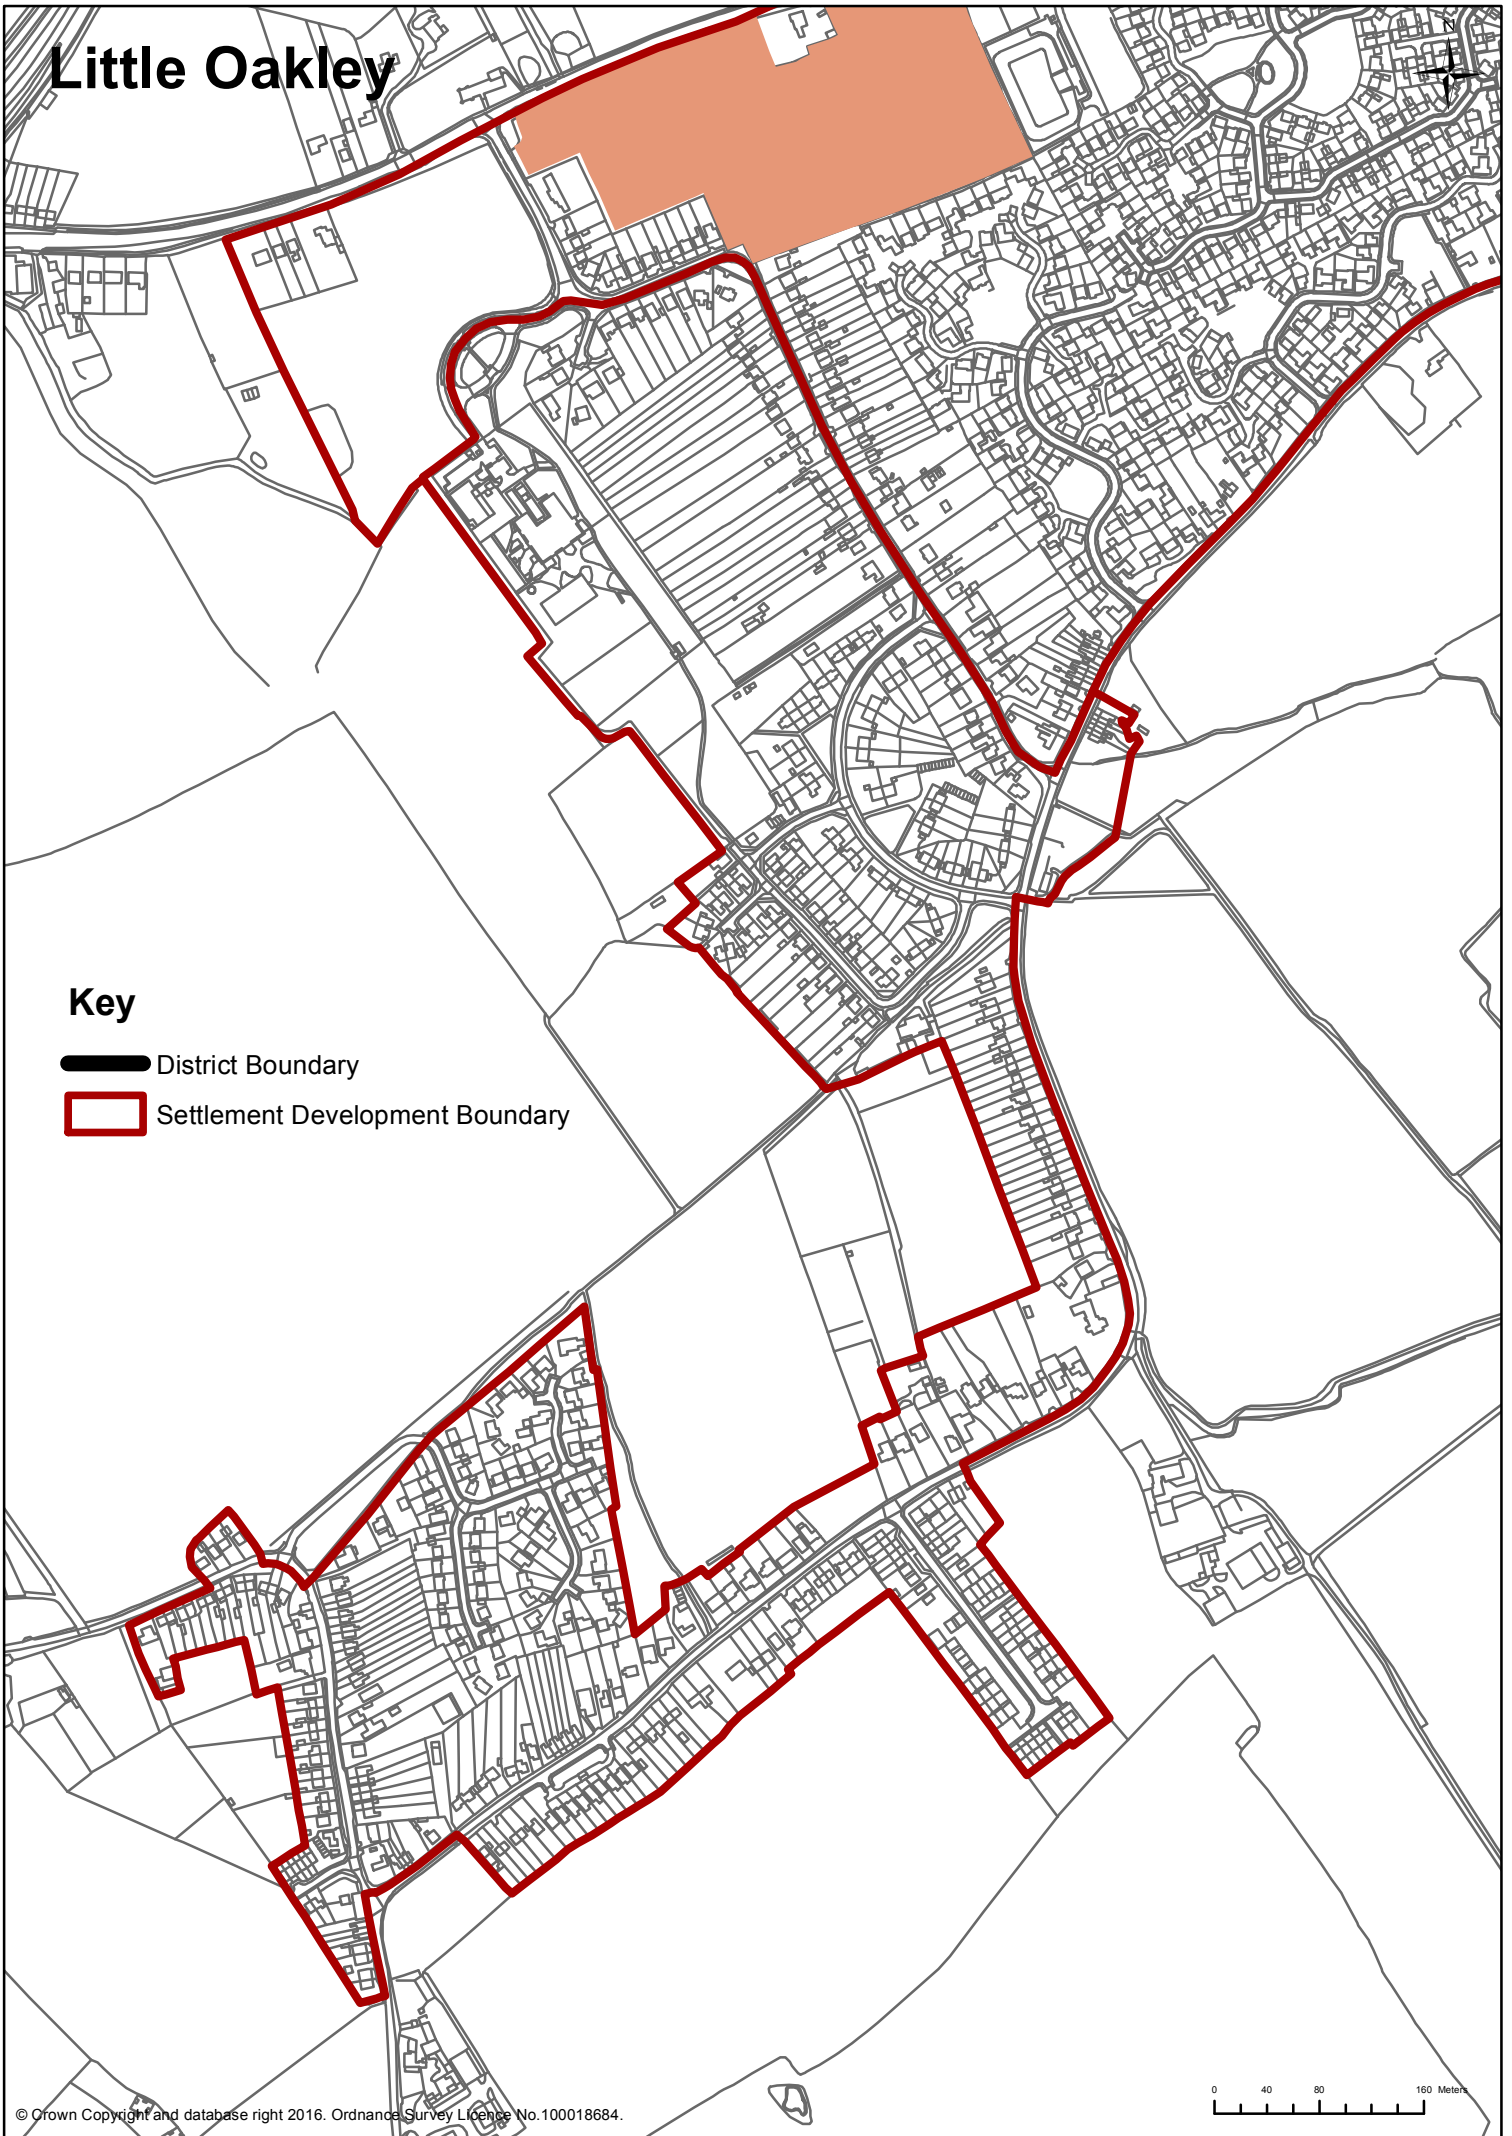 Little Oakley
N
Key
District Boundary
Settlement Development Boundary
0 40 80 160 Meters
© Crown Copyright and database right 2016. Ordnance Survey Licence No.100018684.